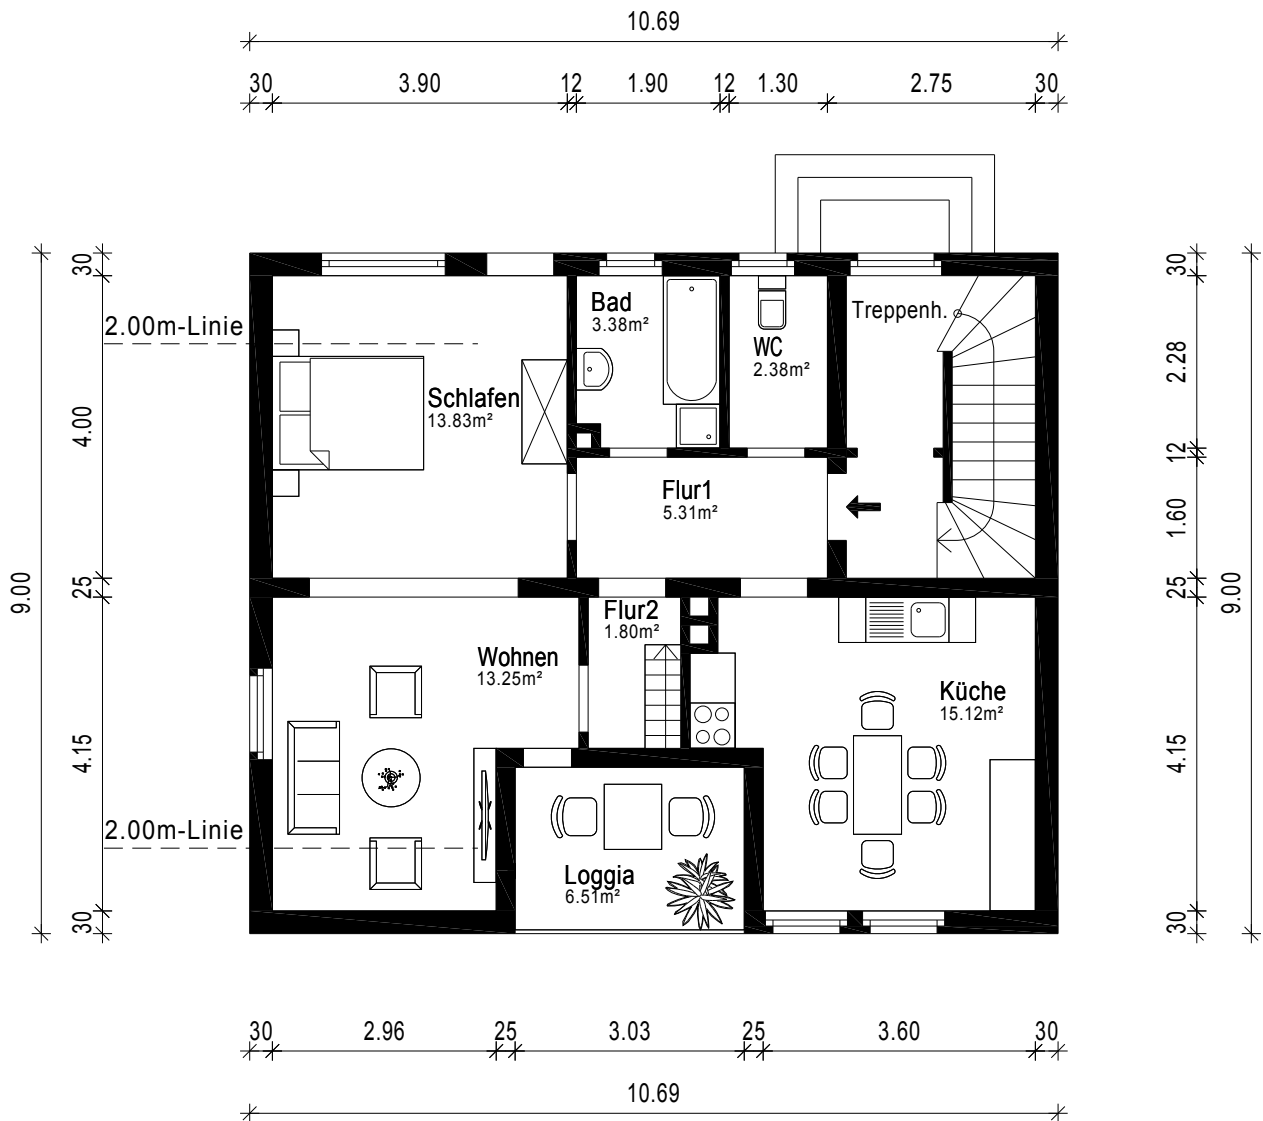 10.69
30 3.90 12 1.90 12 1.30 2.75 30
30
4.00
25
4.15
30
9.00
2.00m-Linie
2.00m-Linie
Schlafen
13.83m²
Bad
3.38m²
WC
2.38m²
Treppenh.
Flur1
5.31m²
Flur2
1.80m²
Wohnen
13.25m²
Küche
15.12m²
Loggia
6.51m²
30
2.28
12
1.60
25
4.15
30
9.00
30 2.96 25 3.03 25 3.60 30
10.69